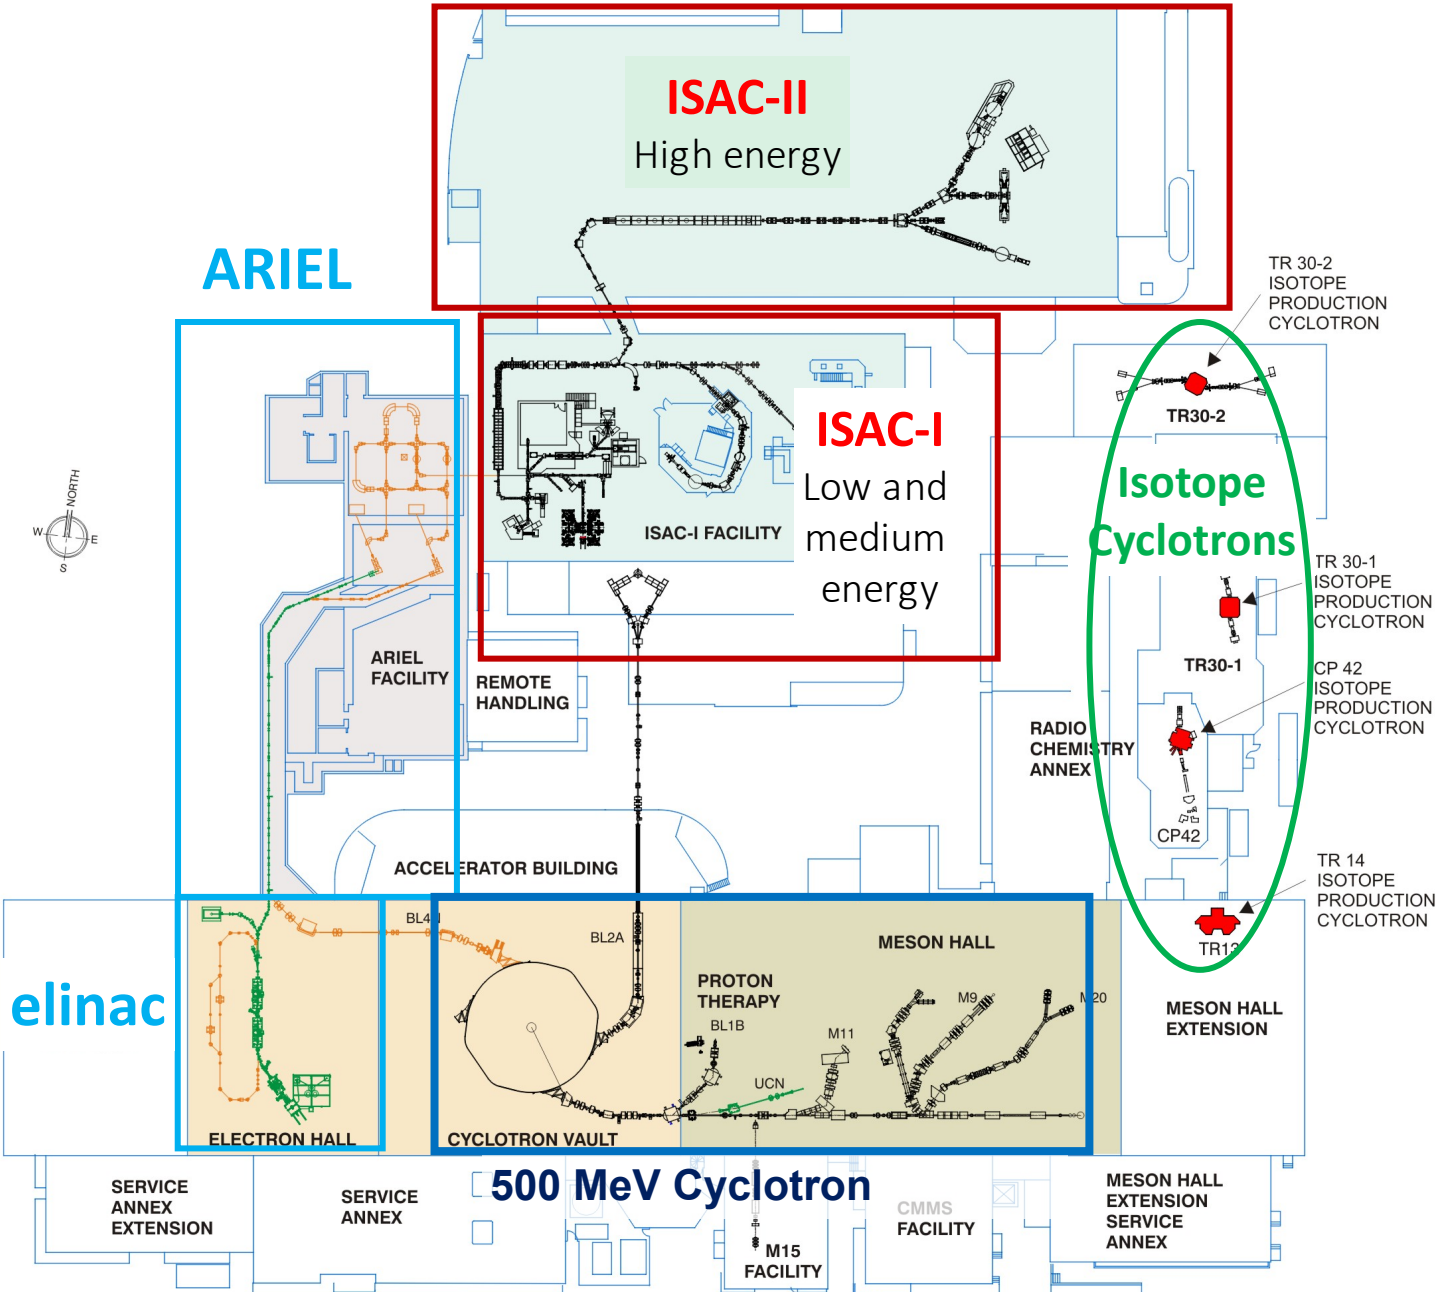 ISAC-II
High energy
ARIEL
TR 30-2
ISOTOPE
PRODUCTION
CYCLOTRON
TR30-2
ISAC-I
Low and
medium
energy
ISAC-I FACILITY
Isotope
Cyclotrons
NORTH
W
E
S
TR 30-1
ISOTOPE
PRODUCTION
CYCLOTRON
TR30-1
ARIEL
FACILITY
REMOTE
HANDLING
CP 42
ISOTOPE
PRODUCTION
CYCLOTRON
RADIO
CHEMISTRY
ANNEX
CP42
ACCELERATOR BUILDING
TR 14
ISOTOPE
PRODUCTION
CYCLOTRON
TR13
BL4N
BL2A
MESON HALL
PROTON
THERAPY
BL1B
M9
M20
M11
UCN
elinac
MESON HALL
EXTENSION
ELECTRON HALL
CYCLOTRON VAULT
500 MeV Cyclotron
SERVICE
ANNEX
EXTENSION
SERVICE
ANNEX
M15
FACILITY
CMMS
FACILITY
MESON HALL
EXTENSION
SERVICE
ANNEX